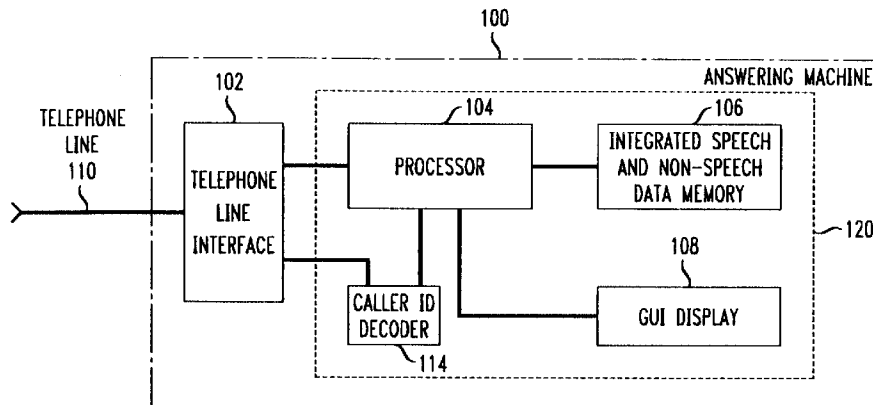 100
ANSWERING MACHINE
102
TELEPHONE
LINE
110
TELEPHONE
LINE
INTERFACE
104
PROCESSOR
106
INTEGRATED SPEECH
AND NON-SPEECH
DATA MEMORY
120
108
GUI DISPLAY
CALLER ID
DECODER
114